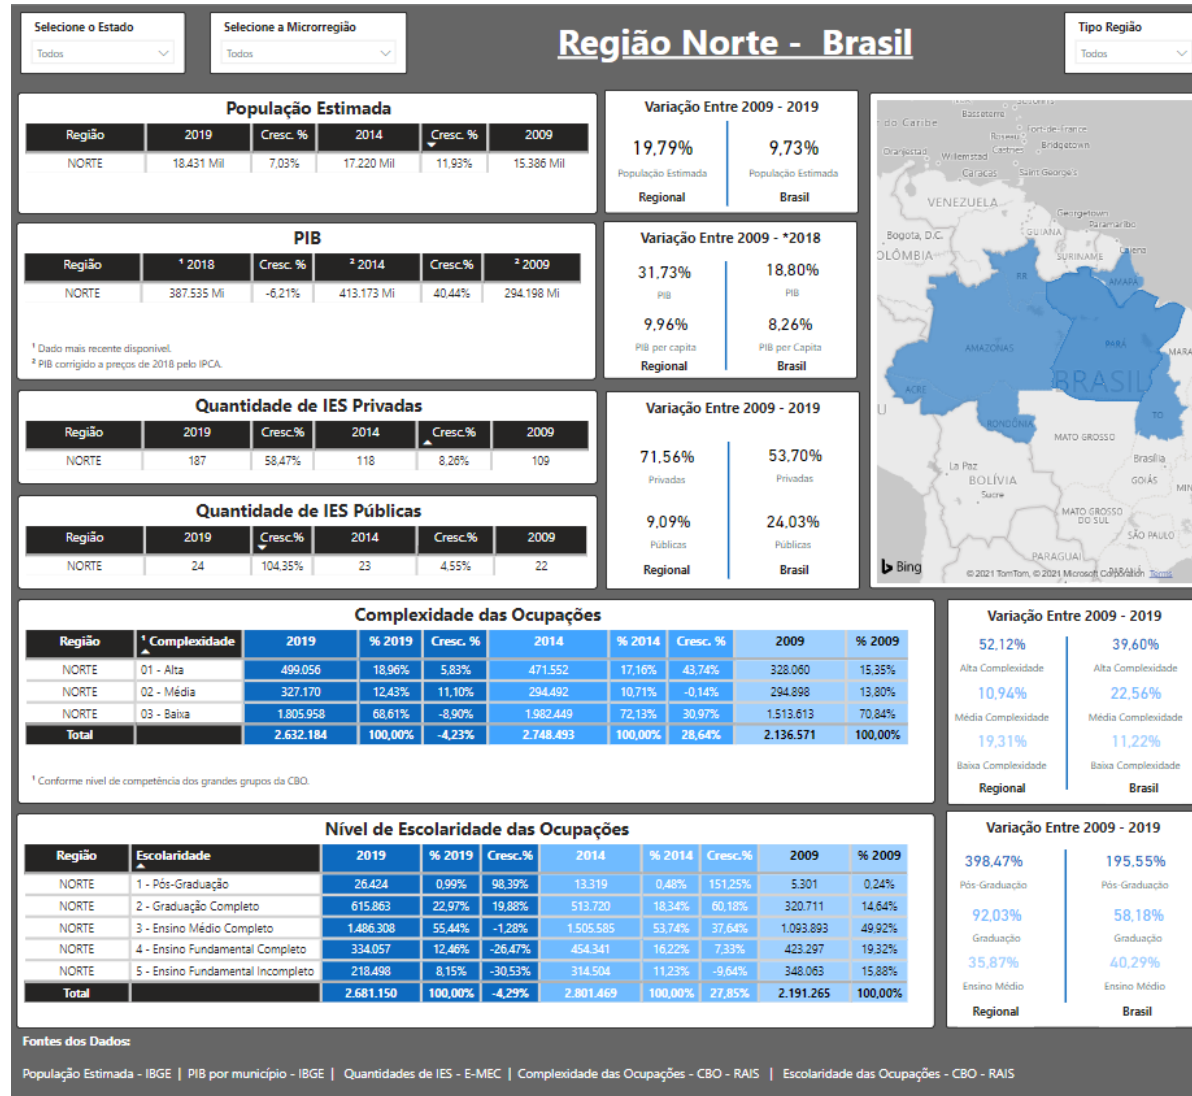 Selecione o Estado
Todos
Selecione a Microrregião
Todos
Região Norte -  Brasil
Tipo Região
Todos
População Estimada
Região 2019 Cresc. % 2014 Cresc. % 2009
NORTE 18.431 Mil 7,03% 17.220 Mil 11,93% 15.386 Mil
Variação Entre 2009 - 2019
19,79% 9,73%
População Estimada População Estimada
Regional Brasil
PIB
Região ¹ 2018 Cresc. % ² 2014 Cresc.% ² 2009
NORTE 387.535 Mi -6,21% 413.173 Mi 40,44% 294.198 Mi
¹ Dado mais recente disponível.
² PIB corrigido a preços de 2018 pelo IPCA.
Variação Entre 2009 - *2018
31,73% 18,80%
PIB PIB
9,96% 8,26%
PIB per capita PIB per Capita
Regional Brasil
Quantidade de IES Privadas
Região 2019 Cresc.% 2014 Cresc.% 2009
NORTE 187 58,47% 118 8,26% 109
Quantidade de IES Públicas
Região 2019 Cresc.% 2014 Cresc.% 2009
NORTE 24 104,35% 23 4,55% 22
Variação Entre 2009 - 2019
71,56% 53,70%
Privadas Privadas
9,09% 24,03%
Públicas Públicas
Regional Brasil
Basseterre
do Caribe
Roseau Fort-de-France
Castries Bridgetown
Oranjestad Willemstad
Caracas Saint George's
VENEZUELA
Georgetown
Paramaribo
Bogota, D.C.
GUIANA
OLÔMBIA
SURINAME Caiena
RR
AMAPÁ
AMAZONAS
PARÁ
MARA
BRASIL
ACRE
U
RONDÔNIA
TO
MATO GROSSO
La Paz
Brasília
BOLÍVIA
GOIÁS
Sucre
MIN
MATO GROSSO
DO SUL
SÃO PAULO
PARAGUAI
PARANÁ
Bing
© 2021 TomTom, © 2021 Microsoft Corporation Terms
Complexidade das Ocupações
Região ¹ Complexidade 2019 % 2019 Cresc. % 2014 % 2014 Cresc. % 2009 % 2009
NORTE 01 - Alta 499.056 18,96% 5,83% 471.552 17,16% 43,74% 328.060 15,35%
NORTE 02 - Média 327.170 12,43% 11,10% 294.492 10,71% -0,14% 294.898 13,80%
NORTE 03 - Baixa 1.805.958 68,61% -8,90% 1.982.449 72,13% 30,97% 1.513.613 70,84%
Total 2.632.184 100,00% -4,23% 2.748.493 100,00% 28,64% 2.136.571 100,00%
¹ Conforme nivel de competência dos grandes grupos da CBO.
Variação Entre 2009 - 2019
52,12% 39,60%
Alta Complexidade Alta Complexidade
10,94% 22,56%
Média Complexidade Média Complexidade
19,31% 11,22%
Baixa Complexidade Baixa Complexidade
Regional Brasil
Nível de Escolaridade das Ocupações
Região Escolaridade 2019 % 2019 Cresc.% 2014 % 2014 Cresc.% 2009 % 2009
NORTE 1 - Pós-Graduação 26.424 0,99% 98,39% 13.319 0,48% 151,25% 5.301 0,24%
NORTE 2 - Graduação Completo 615.863 22,97% 19,88% 513.720 18,34% 60,18% 320.711 14,64%
NORTE 3 - Ensino Médio Completo 1.486.308 55,44% -1,28% 1.505.585 53,74% 37,64% 1.093.893 49,92%
NORTE 4 - Ensino Fundamental Completo 334.057 12,46% -26,47% 454.341 16,22% 7,33% 423.297 19,32%
NORTE 5 - Ensino Fundamental Incompleto 218.498 8,15% -30,53% 314.504 11,23% -9,64% 348.063 15,88%
Total 2.681.150 100,00% -4,29% 2.801.469 100,00% 27,85% 2.191.265 100,00%
Variação Entre 2009 - 2019
398,47% 195,55%
Pós-Graduação Pós-Graduação
92,03% 58,18%
Graduação Graduação
35,87% 40,29%
Ensino Médio Ensino Médio
Regional Brasil
Fontes dos Dados:
População Estimada - IBGE | PIB por município - IBGE | Quantidades de IES - E-MEC | Complexidade das Ocupações - CBO - RAIS | Escolaridade das Ocupações - CBO - RAIS